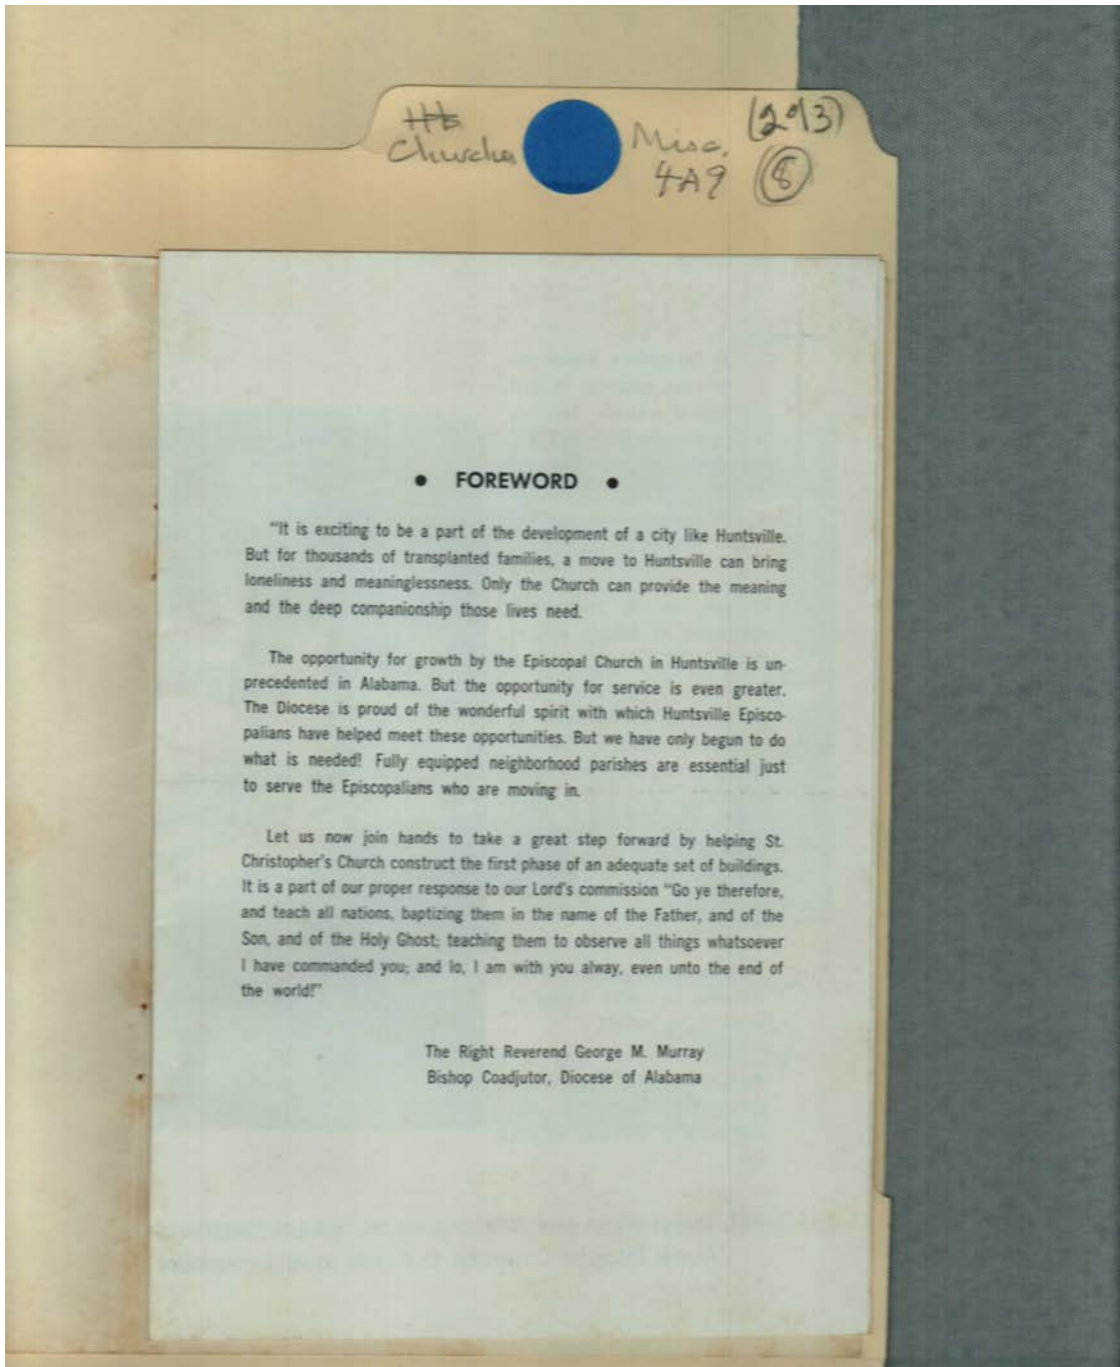 Misc. (2913)
4A9 8
• FOREWORD •
"It is exciting to be a part of the development of a city like Huntsville.
But for thousands of transplanted families, a move to Huntsville can bring
loneliness and meaninglessness. Only the Church can provide the meaning
and the deep companionship those lives need.
The opportunity for growth by the Episcopal Church in Huntsville is un-
precedented in Alabama. But the opportunity for service is even greater.
The Diocese is proud of the wonderful spirit with which Huntsville Episco-
palians have helped meet these opportunities. But we have only begun to do
what is needed! Fully equipped neighborhood parishes are essential just
to serve the Episcopalians who are moving in.
Let us now join hands to take a great step forward by helping St.
Christopher's Church construct the first phase of an adequate set of buildings.
It is a part of our proper response to our Lord's commission "Go ye therefore,
and teach all nations, baptizing them in the name of the Father, and of the
Son, and of the Holy Ghost; teaching them to observe all things whatsoever
I have commanded you; and lo, I am with you alway, even unto the end of
the world!"
The Right Reverend George M. Murray
Bishop Coadjutor, Diocese of Alabama